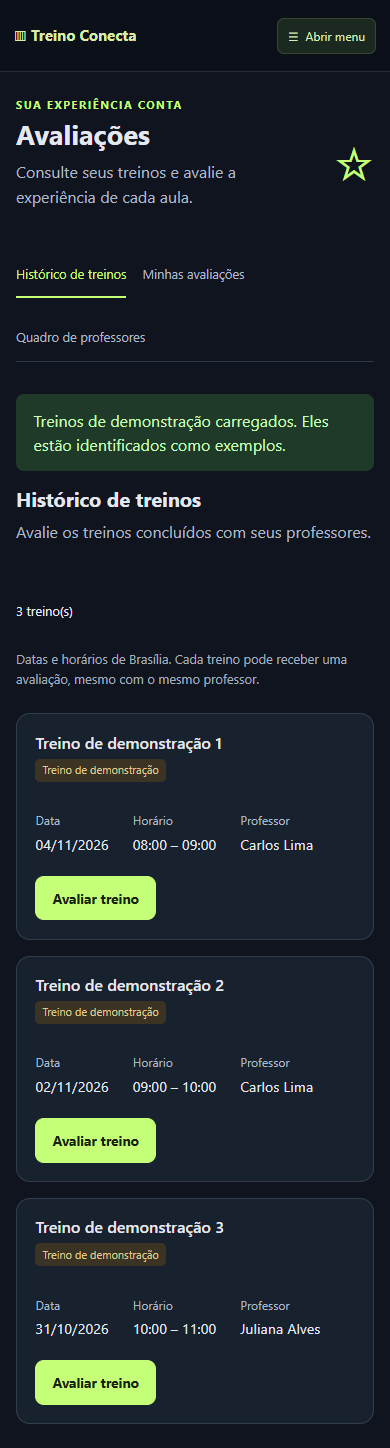 Treino Conecta
☰ Abrir menu
SUA EXPERIÊNCIA CONTA
Avaliações
Consulte seus treinos e avalie a
experiência de cada aula.
Histórico de treinos Minhas avaliações
Quadro de professores
Treinos de demonstração carregados. Eles
estão identificados como exemplos.
Histórico de treinos
Avalie os treinos concluídos com seus professores.
3 treino(s)
Datas e horários de Brasília. Cada treino pode receber uma
avaliação, mesmo com o mesmo professor.
Treino de demonstração 1
Treino de demonstração
Data Horário Professor
04/11/2026 08:00 – 09:00 Carlos Lima
Avaliar treino
Treino de demonstração 2
Treino de demonstração
Data Horário Professor
02/11/2026 09:00 – 10:00 Carlos Lima
Avaliar treino
Treino de demonstração 3
Treino de demonstração
Data Horário Professor
31/10/2026 10:00 – 11:00 Juliana Alves
Avaliar treino